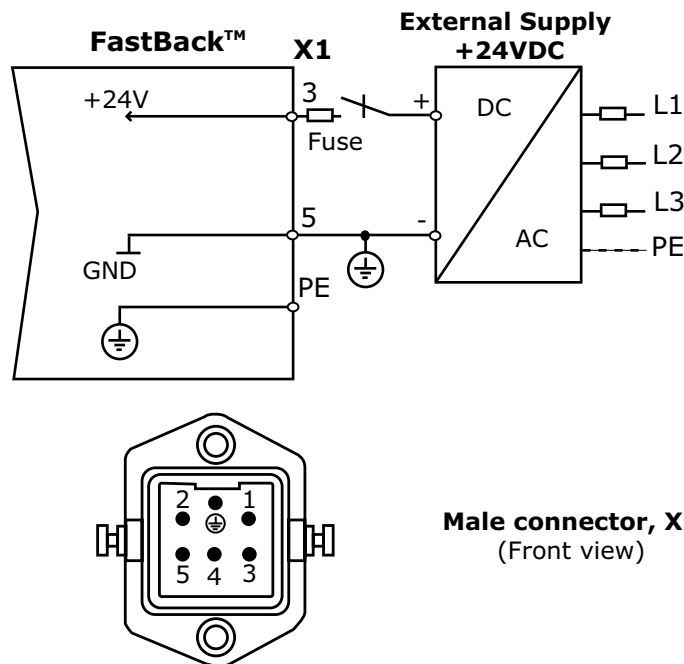 FastBack™
X1
External Supply
+24VDC
+24V
3
Fuse
+
DC
L1
L2
L3
5
-
AC
PE
GND
PE
2
1
5
4
3
Male connector, X
(Front view)